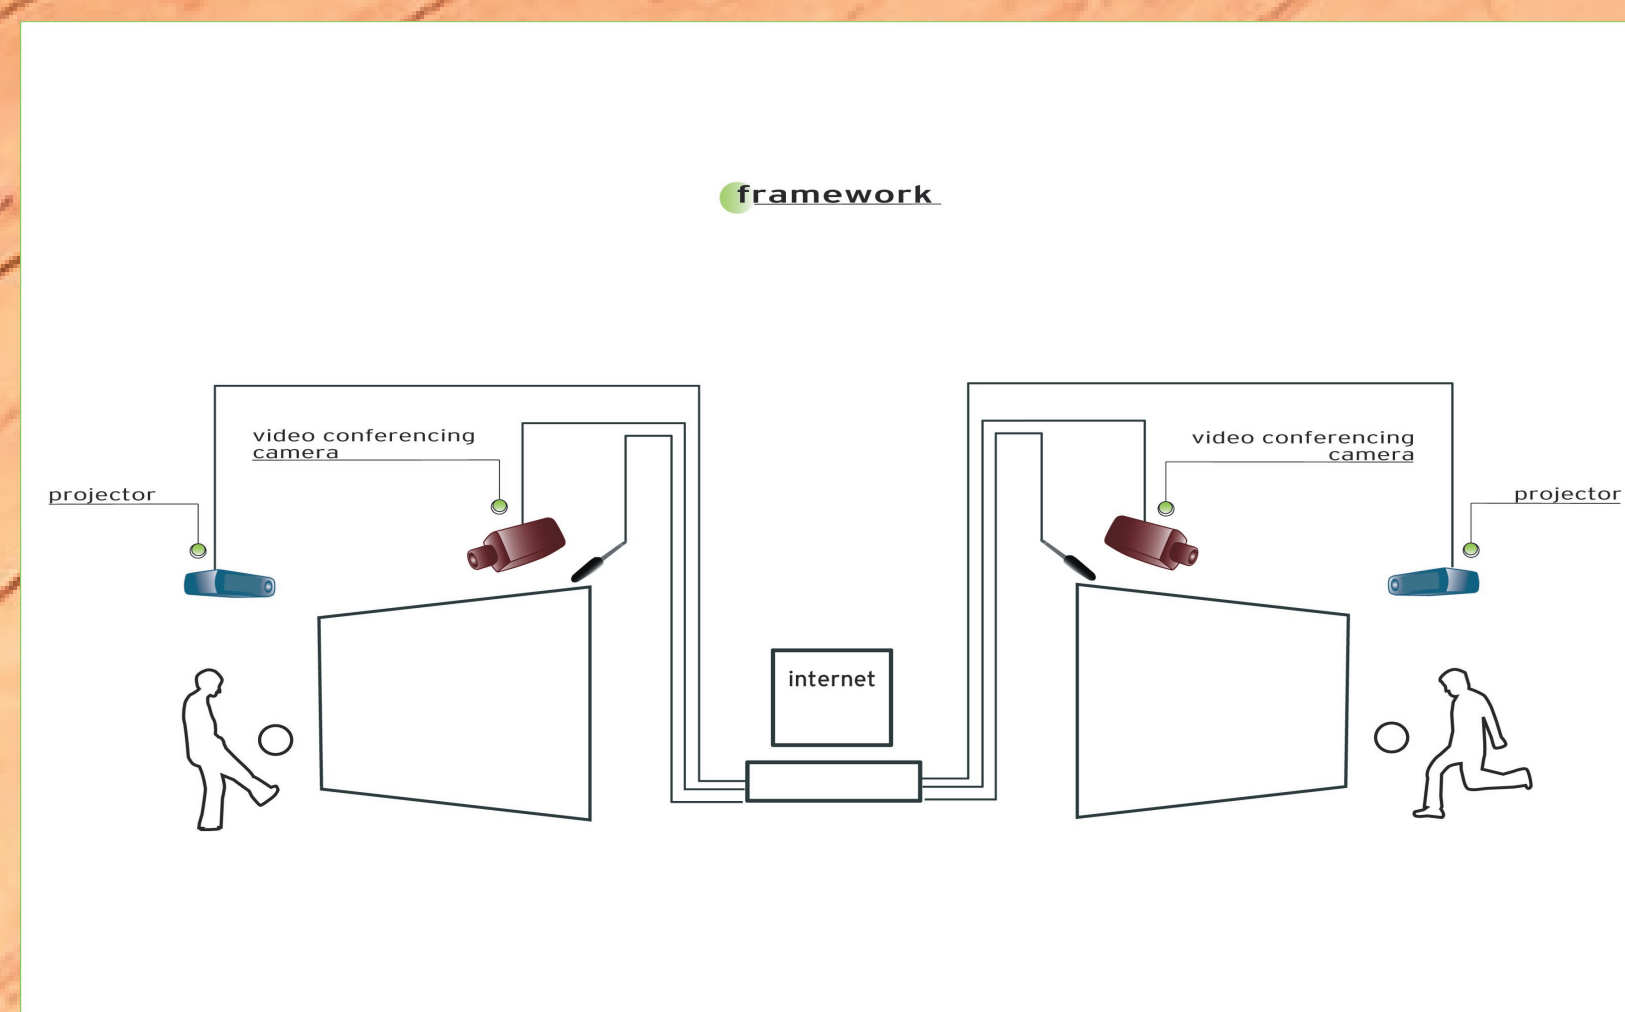 framework
video conferencing
camera
projector
video conferencing
camera
projector
internet